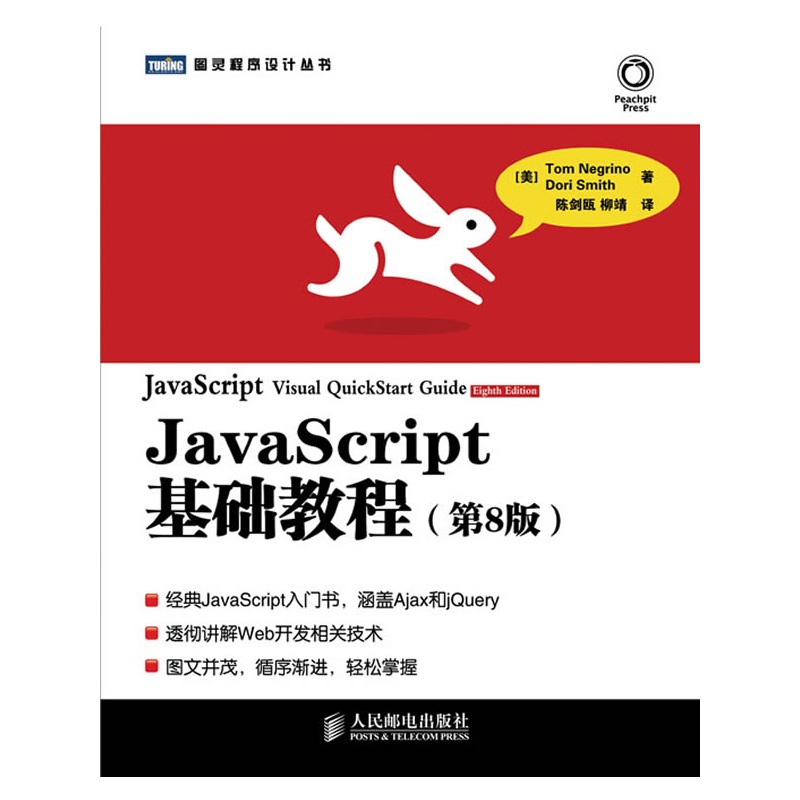 TURING 图灵程序设计丛书
Peachpit
Press
[美] Tom Negrino 著
Dori Smith
陈剑瓯 柳靖 译
JavaScript Visual QuickStart Guide Eighth Edition
JavaScript
基础教程(第8版)
经典JavaScript入门书，涵盖Ajax和jQuery
透彻讲解Web开发相关技术
图文并茂，循序渐进，轻松掌握
人民邮电出版社
POSTS & TELECOM PRESS